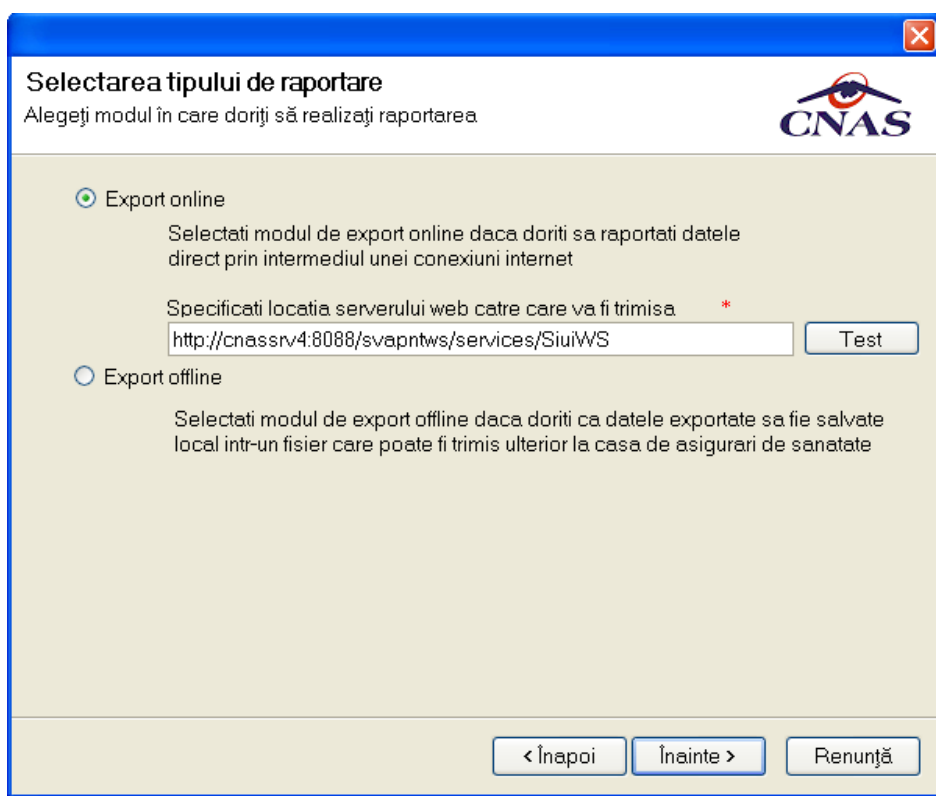 Selectarea tipului de raportare
Alegeţi modul în care doriţi să realizaţi raportarea
CNAS
Export online
Selectati modul de export online daca doriti sa raportati datele
direct prin intermediul unei conexiuni internet
Specificati locatia serverului web catre care va fi trimisa *
http://cnassrv4:8088/svapntws/services/SiuiWS
Test
Export offline
Selectati modul de export offline daca doriti ca datele exportate sa fie salvate
local intr-un fisier care poate fi trimis ulterior la casa de asigurari de sanatate
< Înapoi
Înainte >
Renunţă